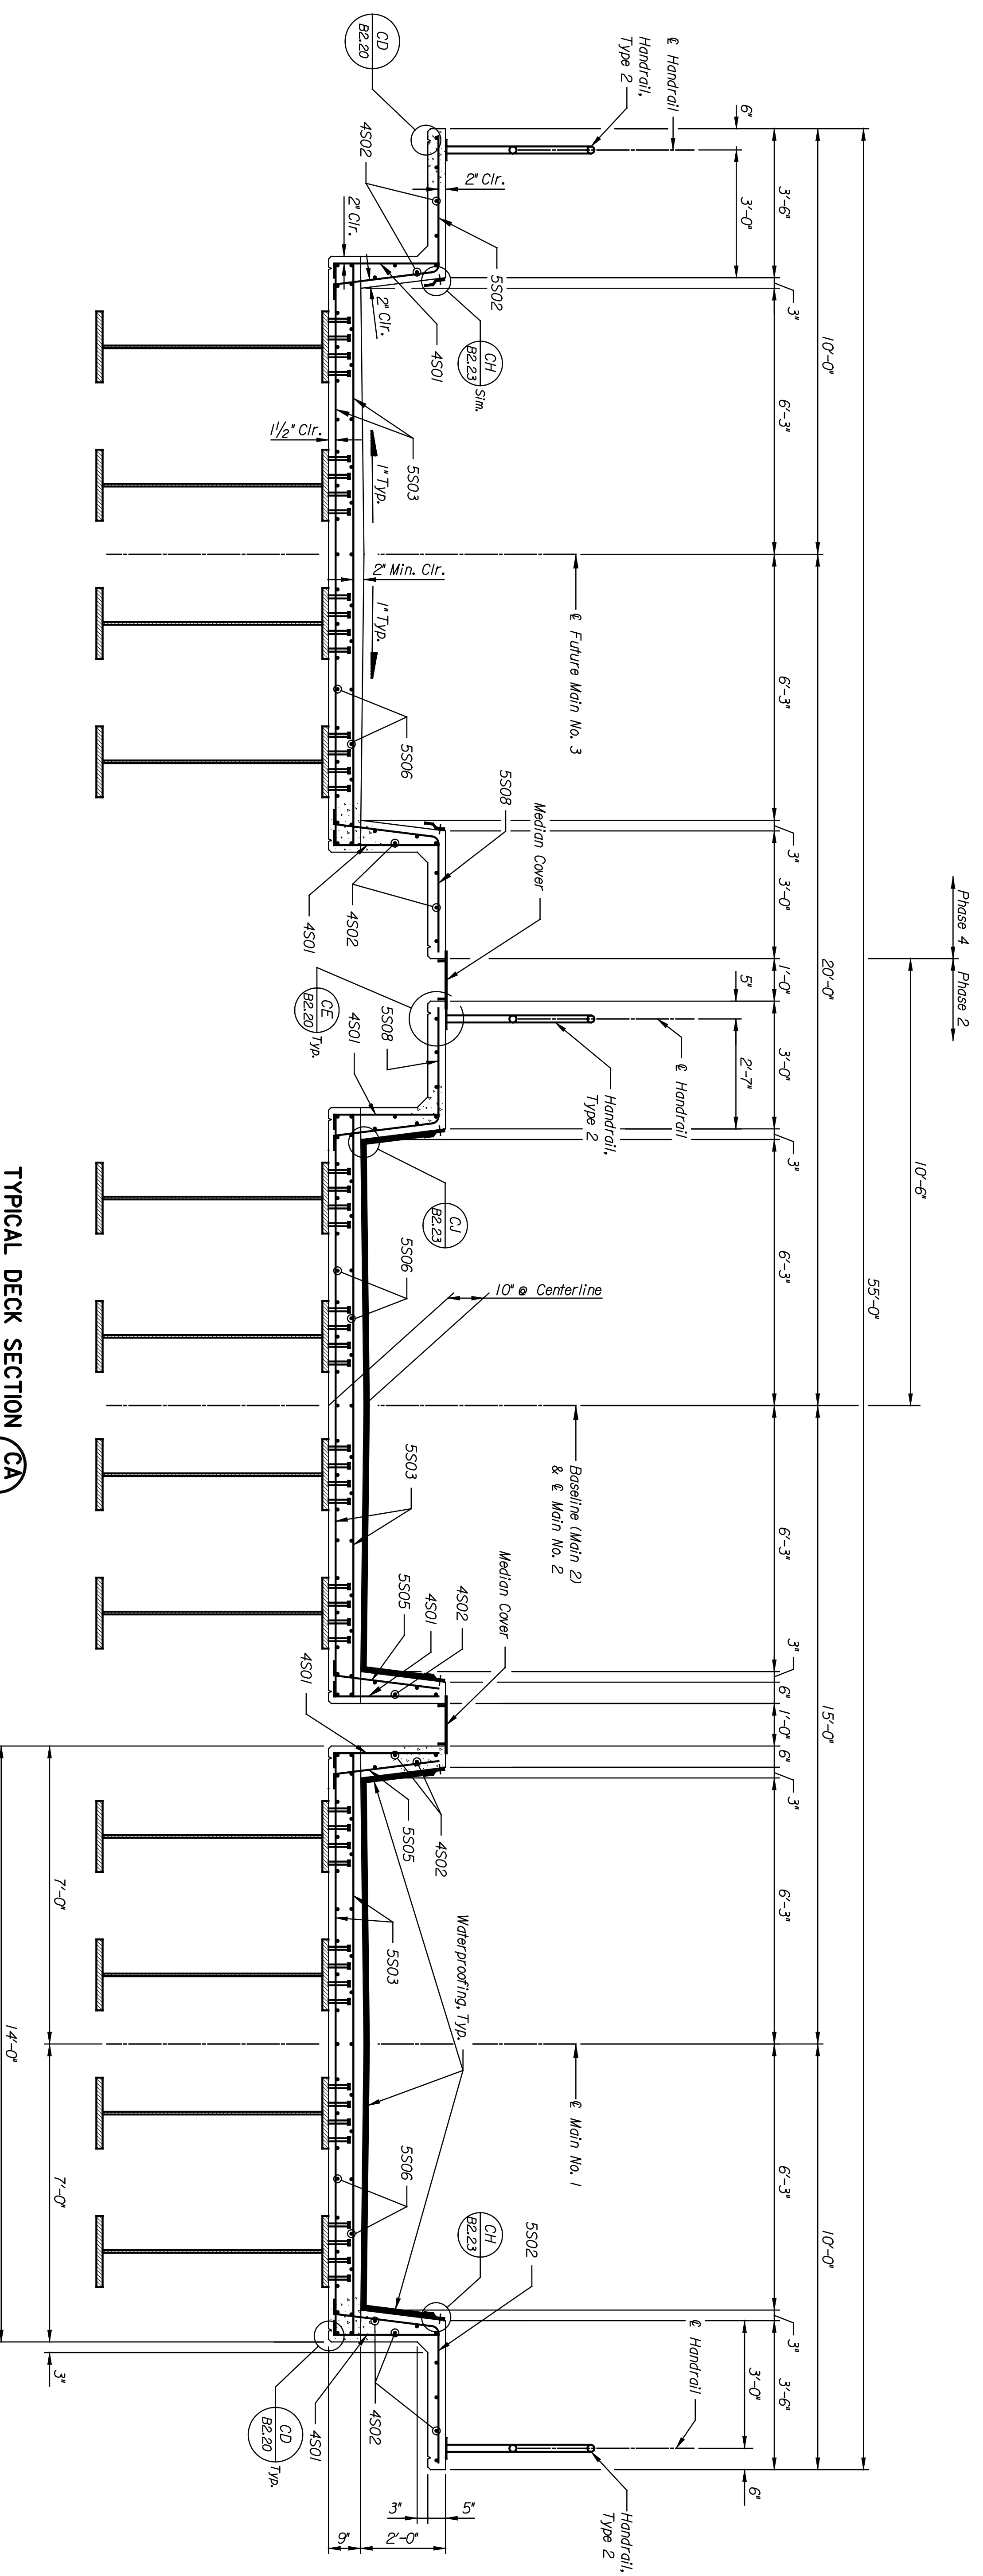 Phase 4
Phase 2
55'-0"
10'-6"
10'-0"
20'-0"
15'-0"
10'-0"
3'-6"
3"
6'-3"
6'-3"
3"
3'-0"
1'-0"
3'-0"
3"
6'-3"
6'-3"
3"
6"
1'-0"
6"
3"
6'-3"
6'-3"
3"
3'-6"
6"
3'-0"
5"
2'-7"
3'-0"
6"
℄ Handrail
Handrail,
Type 2
℄ Future Main No. 3
℄ Handrail
Handrail,
Type 2
Baseline (Main 2)
& ℄ Main No. 2
℄ Main No. 1
℄ Handrail
Handrail,
Type 2
CD
B2.20
4S02
2" Clr.
2" Clr.
5S02
2" Clr.
4S01
CH
B2.23
Sim.
1½" Clr.
5S03
1" Typ.
2" Min. Clr.
1" Typ.
5S06
5S08
Median Cover
4S02
4S01
CE
B2.20
Typ.
5S08
4S01
CJ
B2.23
5S06
10" @ Centerline
5S03
5S05
4S01
4S02
Median Cover
4S01
4S02
5S05
5S03
Waterproofing, Typ.
5S06
CH
B2.23
5S02
4S02
4S01
CD
B2.20
Typ.
3"
5"
9"
2'-0"
7'-0"
7'-0"
3"
14'-0"
TYPICAL DECK SECTION CA